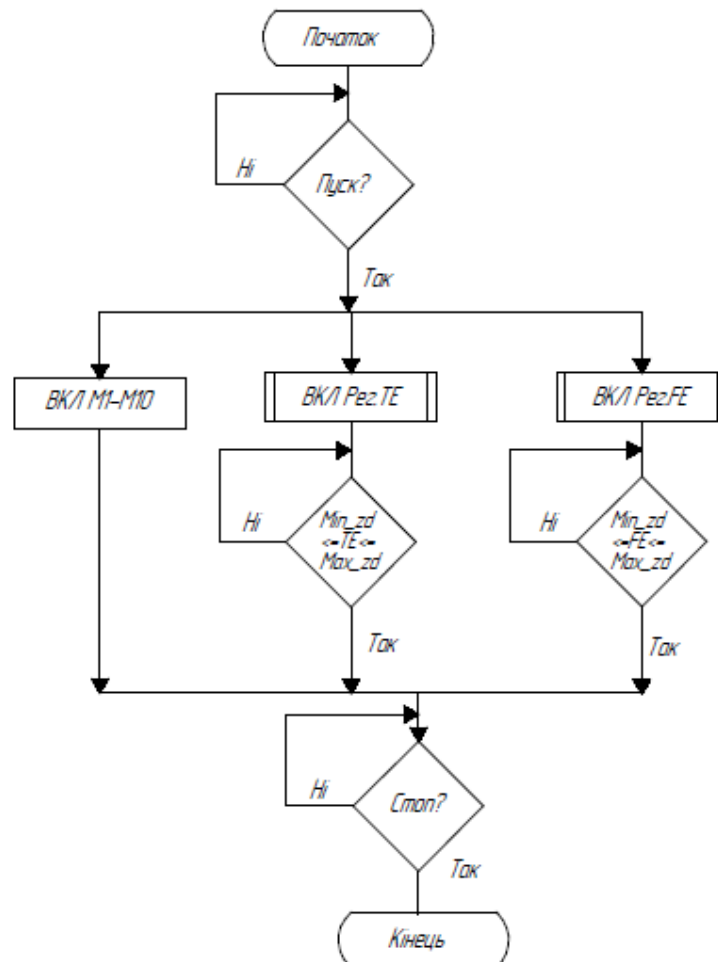 Початок
Ні
Пуск?
Так
ВКЛ М1-М10
ВКЛ Рег.ТЕ
ВКЛ Рег.FE
Ні
Min_zd
<=TE<=
Max_zd
Ні
Min_zd
<=FE<=
Max_zd
Так
Так
Ні
Стоп?
Так
Кінець